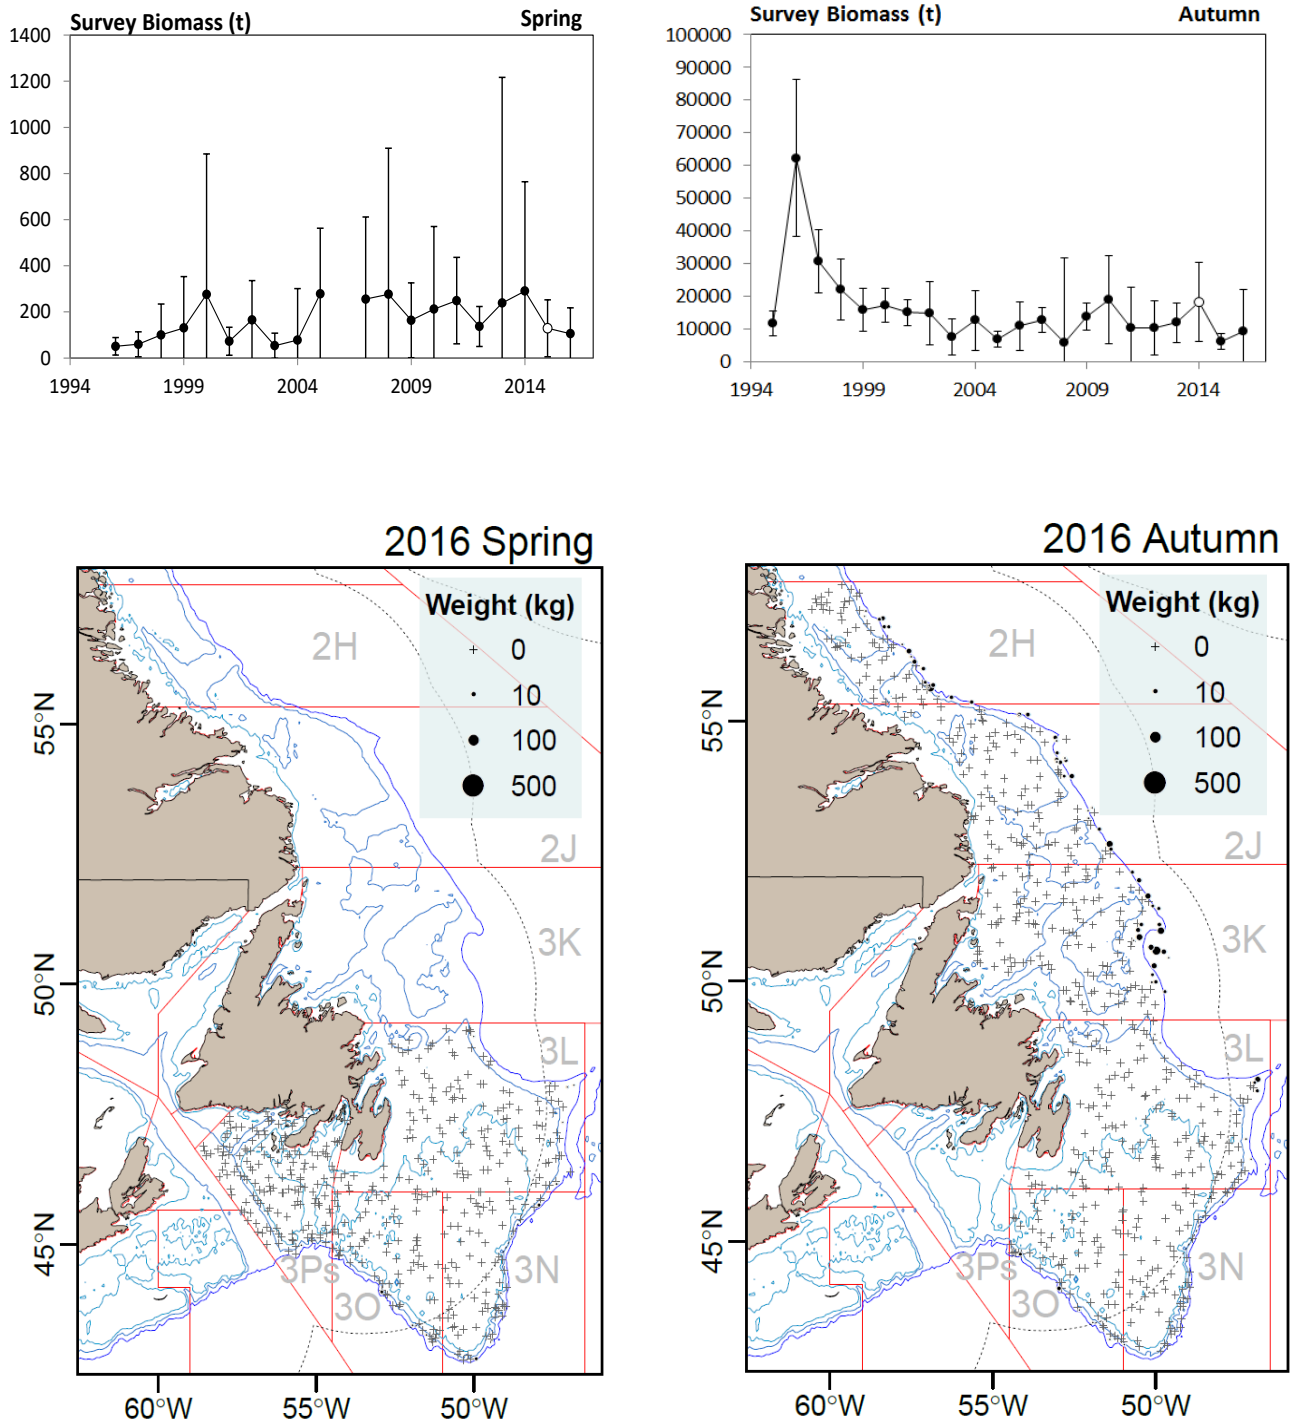 Survey Biomass (t) Spring
1400
1200
1000
800
600
400
200
0
1994 1999 2004 2009 2014
Survey Biomass (t) Autumn
100000
90000
80000
70000
60000
50000
40000
30000
20000
10000
0
1994 1999 2004 2009 2014
2016 Spring
Weight (kg)
0
10
100
500
2H
2J
3K
3L
3N
3Ps
3O
55°N
50°N
45°N
60°W 55°W 50°W
2016 Autumn
Weight (kg)
0
10
100
500
2H
2J
3K
3L
3N
3Ps
3O
55°N
50°N
45°N
60°W 55°W 50°W